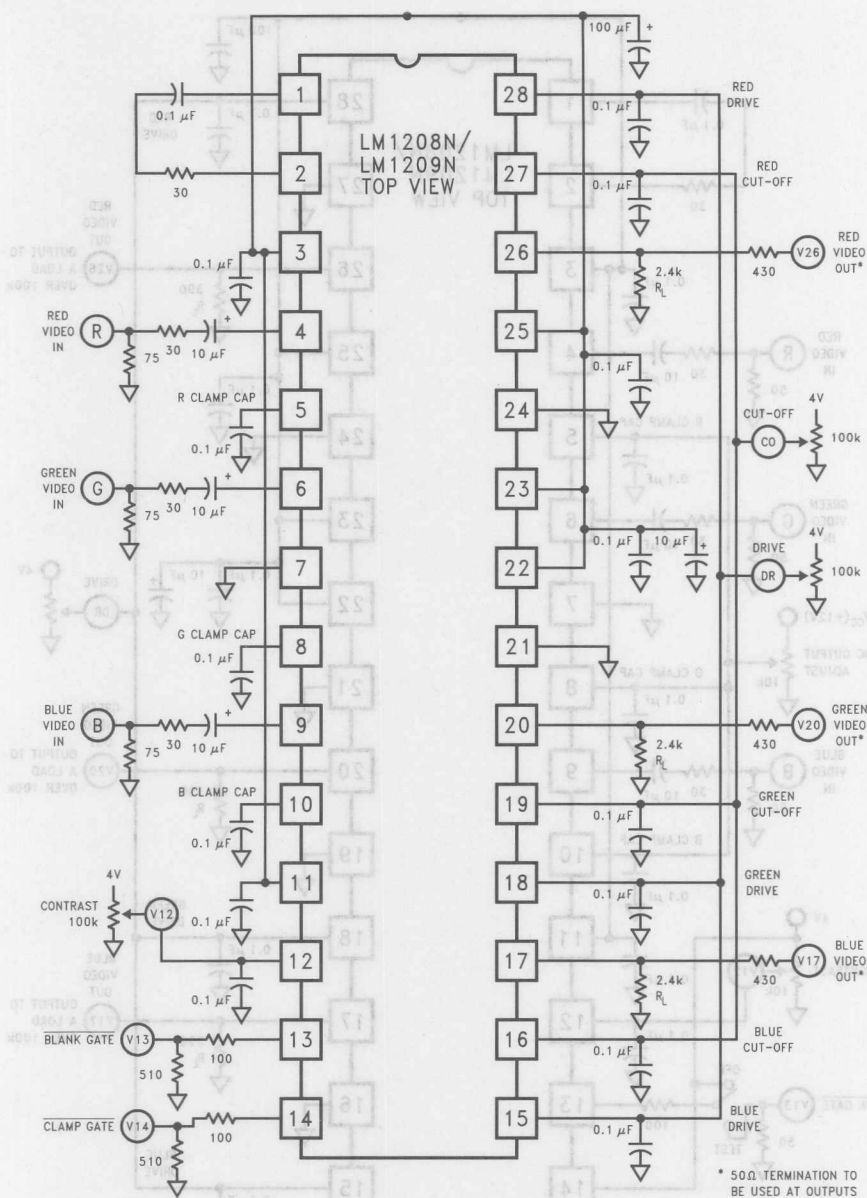 100 μF +
0.1 μF
30
1
2
3
4
5
6
7
8
9
10
11
12
13
14
LM1208N/
LM1209N
TOP VIEW
28
27
26
25
24
23
22
21
20
19
18
17
16
15
0.1 μF
RED
DRIVE
0.1 μF
RED
CUT-OFF
0.1 μF
2.4k
RL
430
V26
RED
VIDEO
OUT*
RED
VIDEO
IN
R
75
30
10 μF
+
0.1 μF
R CLAMP CAP
0.1 μF
CUT-OFF
CO
4V
100k
GREEN
VIDEO
IN
G
75
30
10 μF
+
0.1 μF
10 μF
+
DRIVE
DR
4V
100k
G CLAMP CAP
0.1 μF
BLUE
VIDEO
IN
B
75
30
10 μF
+
2.4k
RL
430
V20
GREEN
VIDEO
OUT*
B CLAMP CAP
0.1 μF
0.1 μF
GREEN
CUT-OFF
4V
CONTRAST
100k
V12
0.1 μF
0.1 μF
GREEN
DRIVE
0.1 μF
2.4k
RL
430
V17
BLUE
VIDEO
OUT*
BLANK GATE
V13
510
100
0.1 μF
BLUE
CUT-OFF
CLAMP GATE
V14
510
100
0.1 μF
BLUE
DRIVE
* 50Ω TERMINATION TO
BE USED AT OUTPUTS